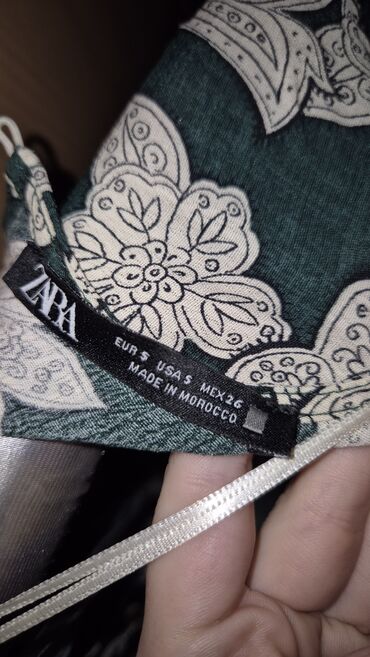 ZARA
EUR S USA S MEX 26
MADE IN MOROCCO